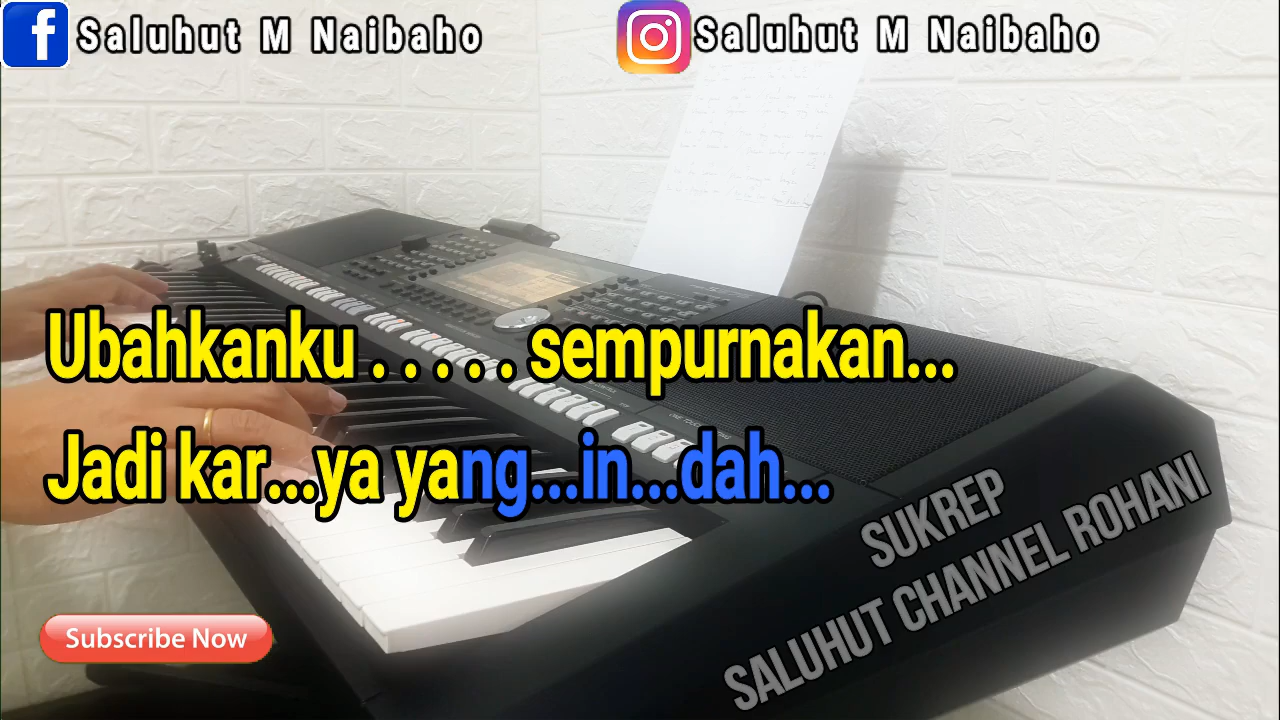 Saluhut M Naibaho
Saluhut M Naibaho
Ubahkanku . . . . . sempurnakan...
Jadi kar...ya yang...in...dah...
SUKREP
SALUHUT CHANNEL ROHANI
Subscribe Now